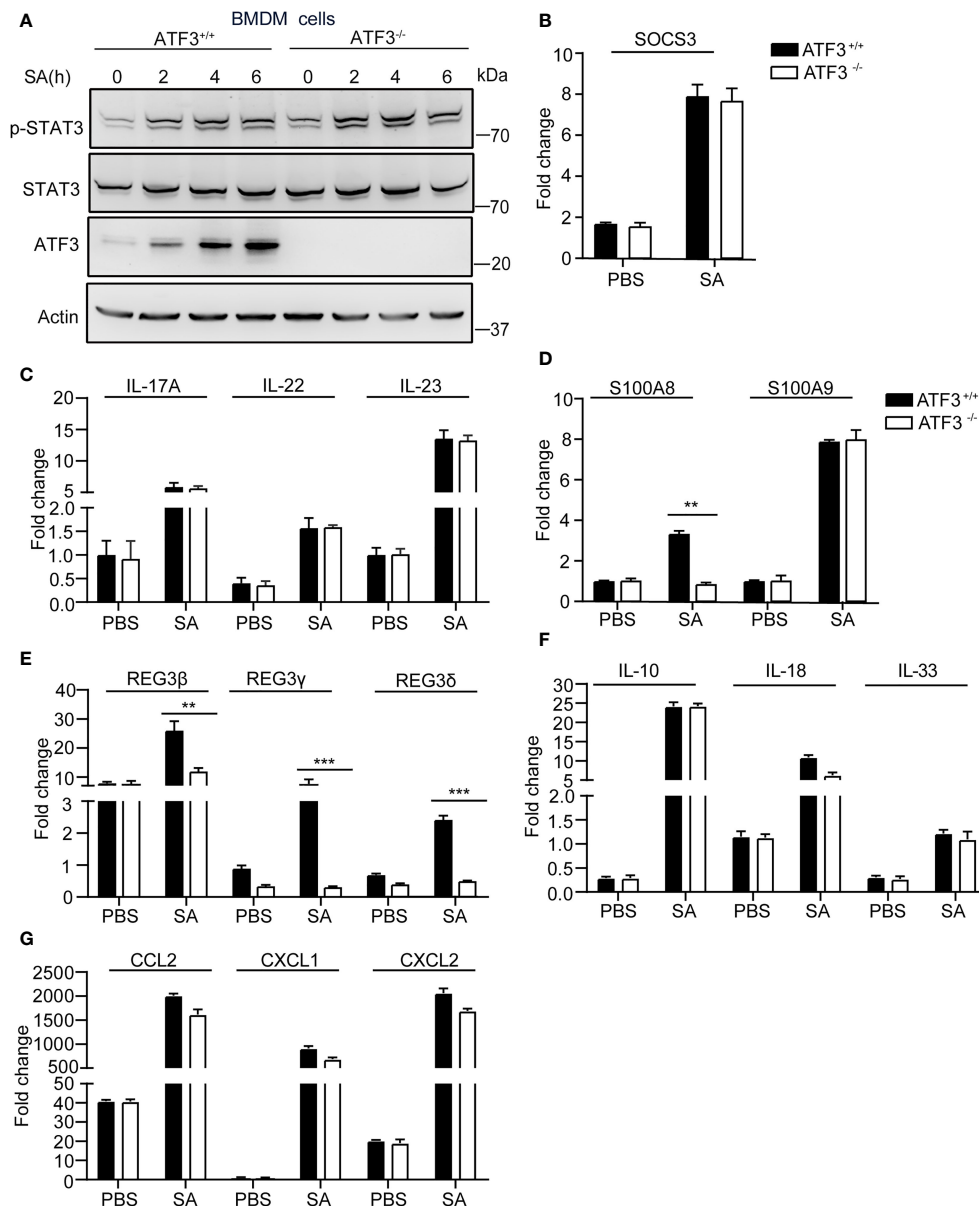 A
BMDM cells
ATF3+/+ ATF3-/-
SA(h) 0 2 4 6 0 2 4 6 kDa
p-STAT3
—70
STAT3
—70
ATF3
—20
Actin
—37
B
SOCS3
ATF3+/+
ATF3 -/-
Fold change
10
8
6
4
2
0
PBS SA
C
IL-17A IL-22 IL-23
Fold change
20
15
10
5
2.0
1.5
1.0
0.5
0.0
PBS SA PBS SA PBS SA
D
S100A8 S100A9
ATF3+/+
ATF3 -/-
Fold change
10
8
6
4
2
0
**
PBS SA PBS SA
E
REG3β REG3γ REG3δ
Fold change
40
30
20
10
3
2
1
0
**
***
***
PBS SA PBS SA PBS SA
F
IL-10 IL-18 IL-33
Fold change
30
25
20
15
10
5
2.0
1.5
1.0
0.5
0.0
PBS SA PBS SA PBS SA
G
CCL2 CXCL1 CXCL2
Fold change
2500
2000
1500
1000
500
50
40
30
20
10
0
PBS SA PBS SA PBS SA